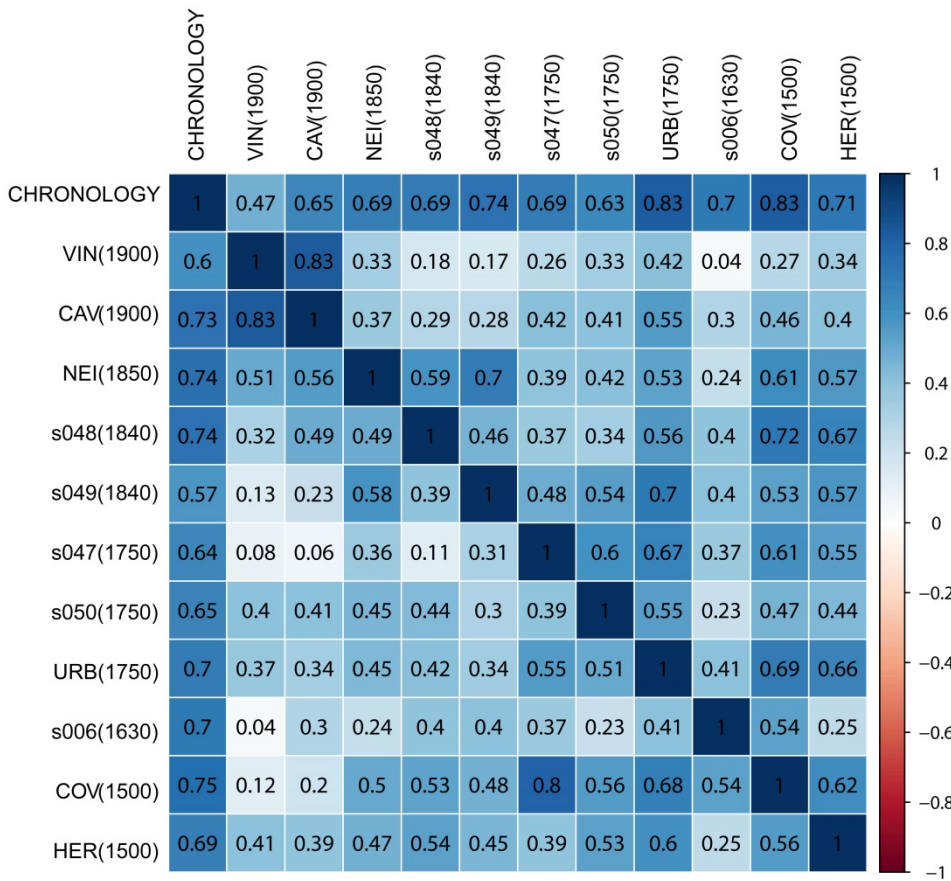 CHRONOLOGY VIN(1900) CAV(1900) NEI(1850) s048(1840) s049(1840) s047(1750) s050(1750) URB(1750) s006(1630) COV(1500) HER(1500)
CHRONOLOGY 1 0.47 0.65 0.69 0.69 0.74 0.69 0.63 0.83 0.7 0.83 0.71
VIN(1900) 0.6 1 0.83 0.33 0.18 0.17 0.26 0.33 0.42 0.04 0.27 0.34
CAV(1900) 0.73 0.83 1 0.37 0.29 0.28 0.42 0.41 0.55 0.3 0.46 0.4
NEI(1850) 0.74 0.51 0.56 1 0.59 0.7 0.39 0.42 0.53 0.24 0.61 0.57
s048(1840) 0.74 0.32 0.49 0.49 1 0.46 0.37 0.34 0.56 0.4 0.72 0.67
s049(1840) 0.57 0.13 0.23 0.58 0.39 1 0.48 0.54 0.7 0.4 0.53 0.57
s047(1750) 0.64 0.08 0.06 0.36 0.11 0.31 1 0.6 0.67 0.37 0.61 0.55
s050(1750) 0.65 0.4 0.41 0.45 0.44 0.3 0.39 1 0.55 0.23 0.47 0.44
URB(1750) 0.7 0.37 0.34 0.45 0.42 0.34 0.55 0.51 1 0.41 0.69 0.66
s006(1630) 0.7 0.04 0.3 0.24 0.4 0.4 0.37 0.23 0.41 1 0.54 0.25
COV(1500) 0.75 0.12 0.2 0.5 0.53 0.48 0.8 0.56 0.68 0.54 1 0.62
HER(1500) 0.69 0.41 0.39 0.47 0.54 0.45 0.39 0.53 0.6 0.25 0.56 1
1
0.8
0.6
0.4
0.2
0
−0.2
−0.4
−0.6
−0.8
−1